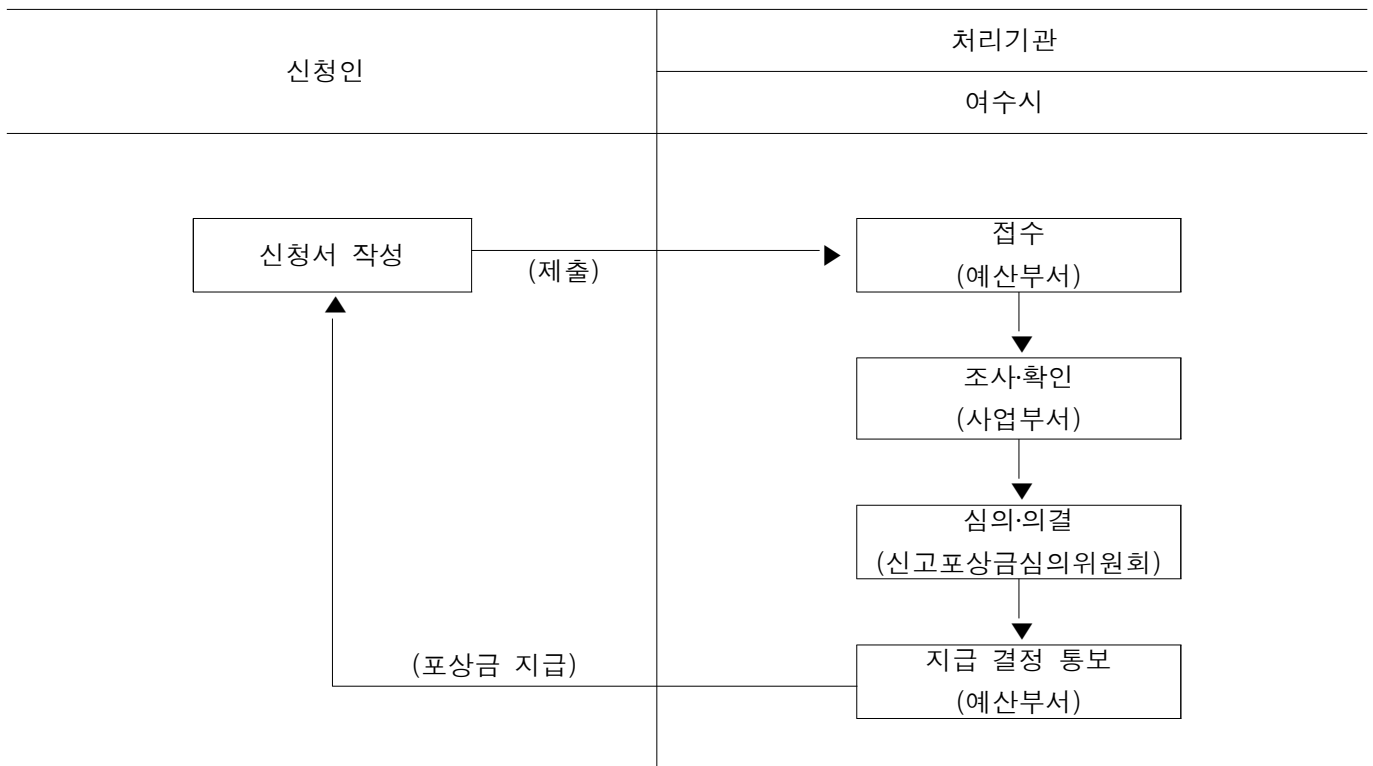 신청인
처리기관
여수시
신청서 작성
(제출)
접수
(예산부서)
조사·확인
(사업부서)
심의·의결
(신고포상금심의위원회)
(포상금 지급)
지급 결정 통보
(예산부서)